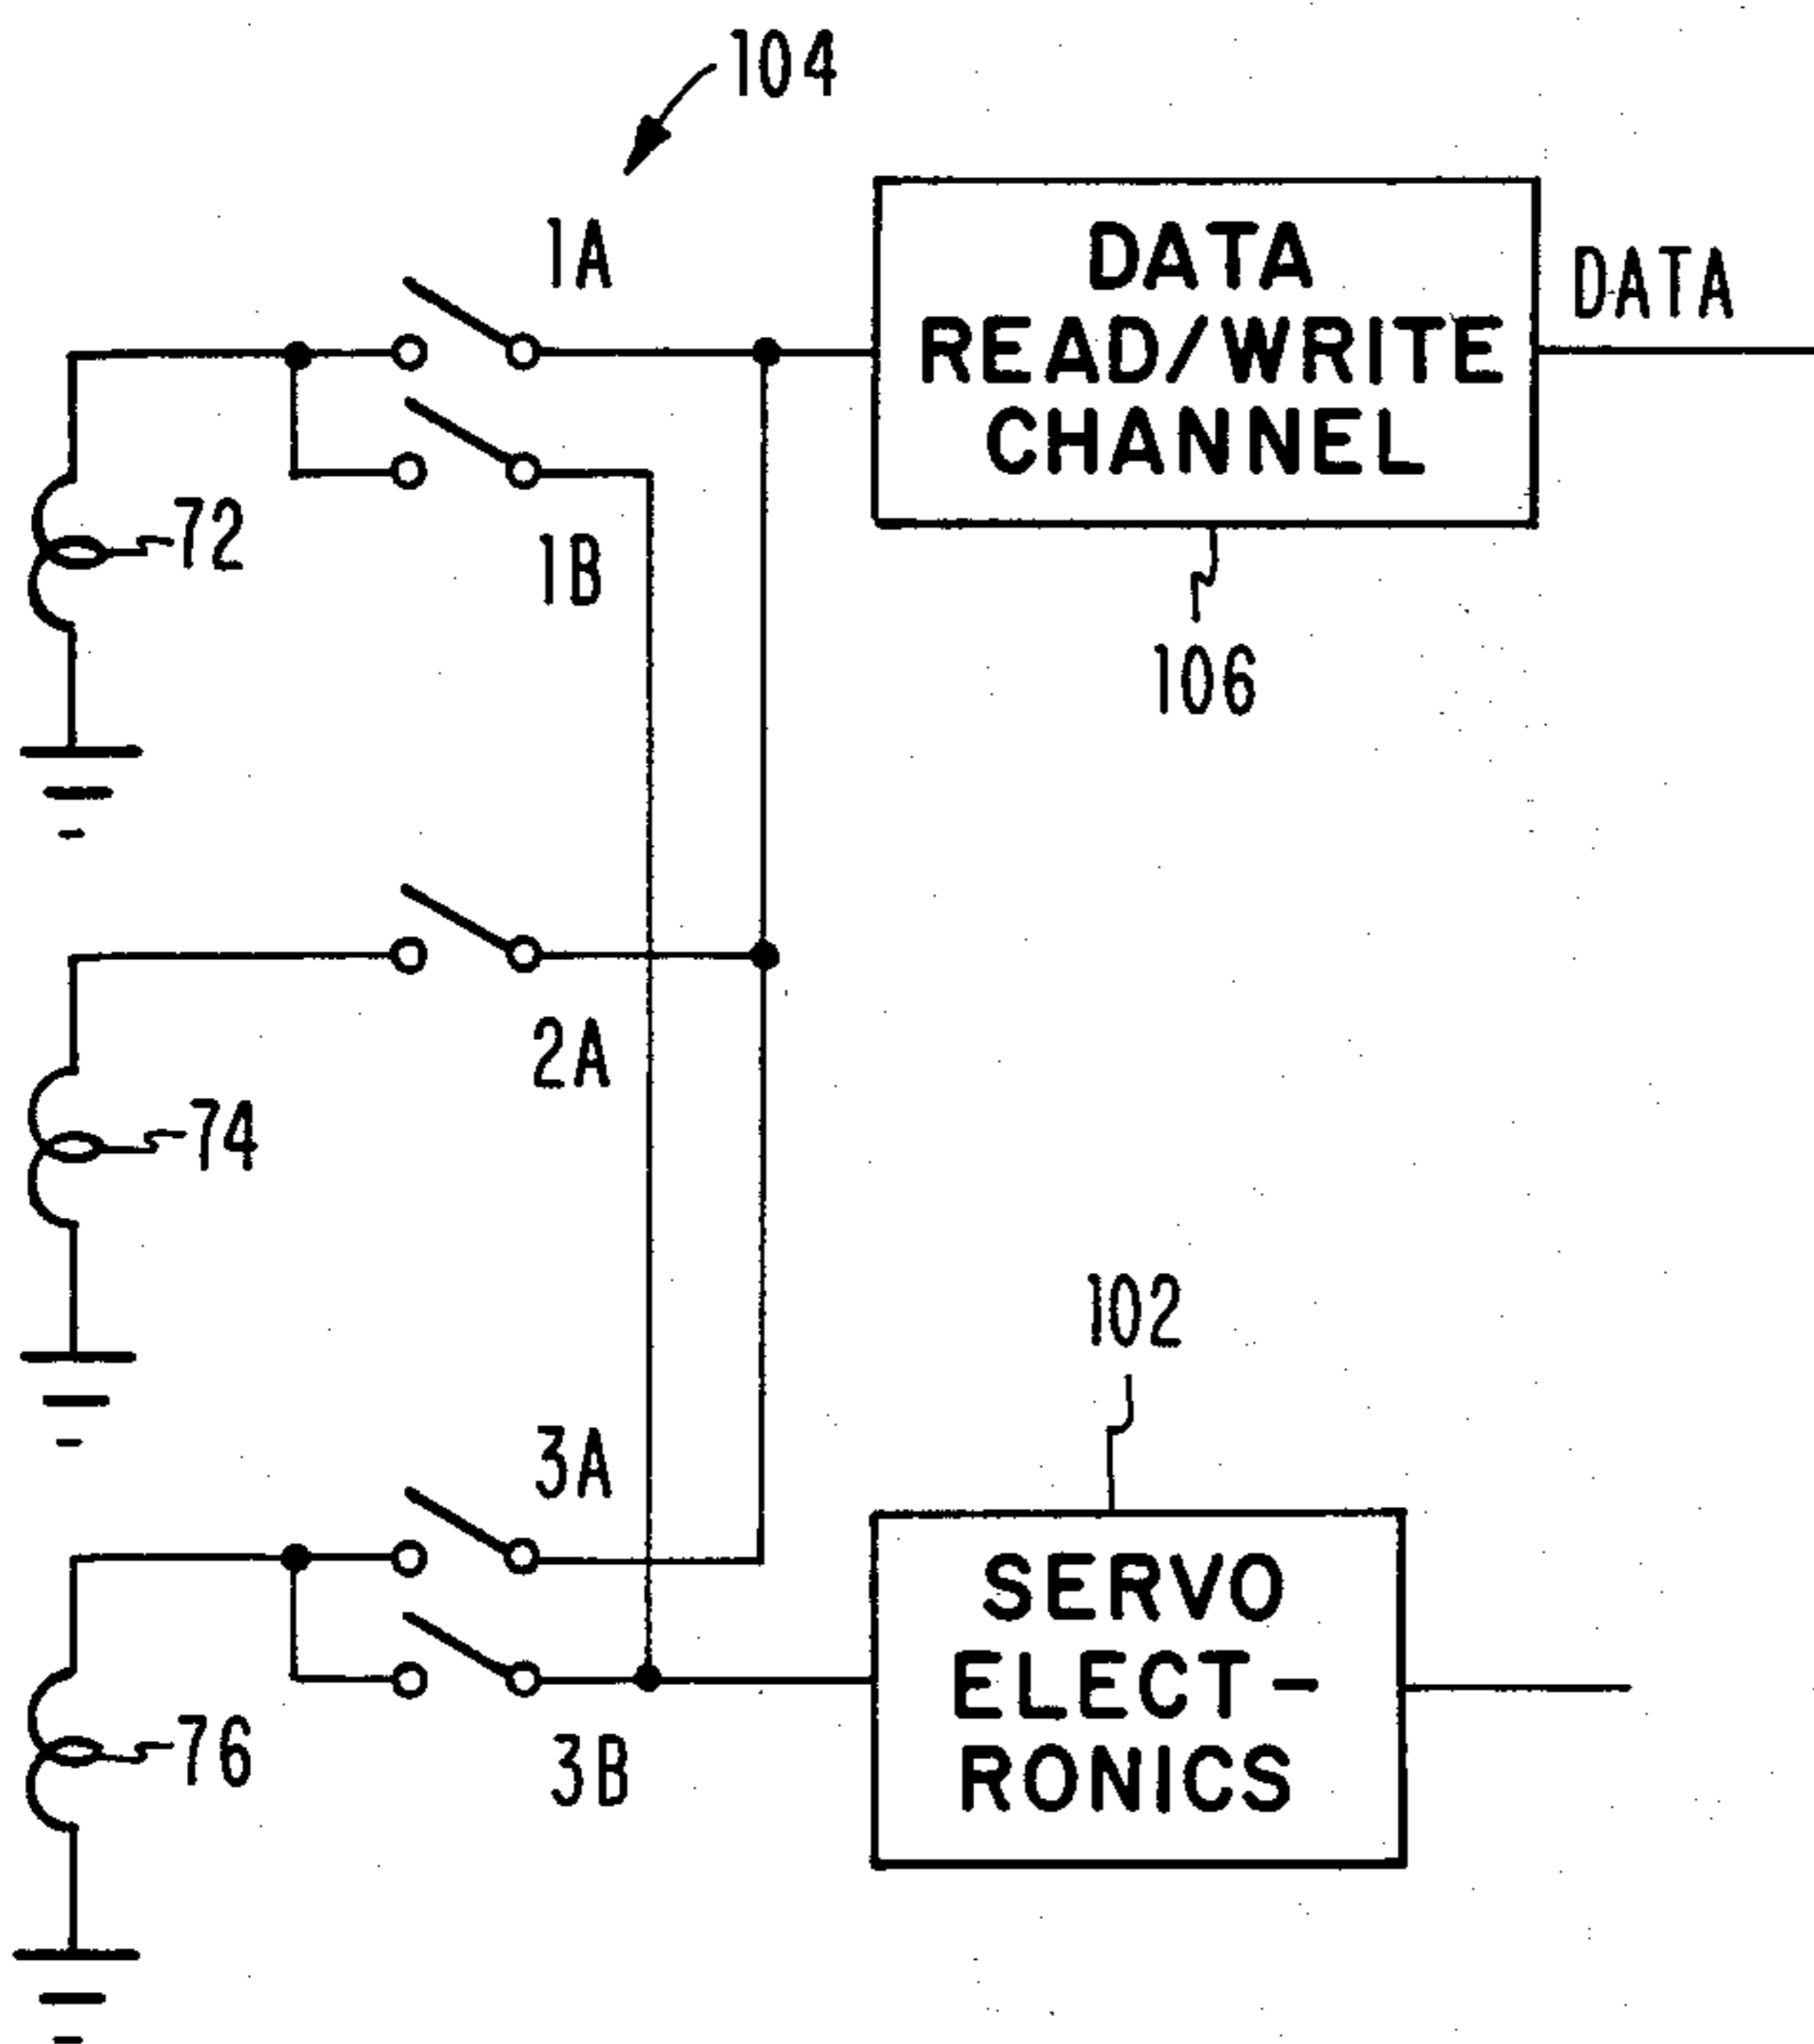 104
1A
DATA
READ/WRITE
CHANNEL
DATA
72
1B
106
2A
74
102
3A
SERVO
ELECT-
RONICS
76
3B